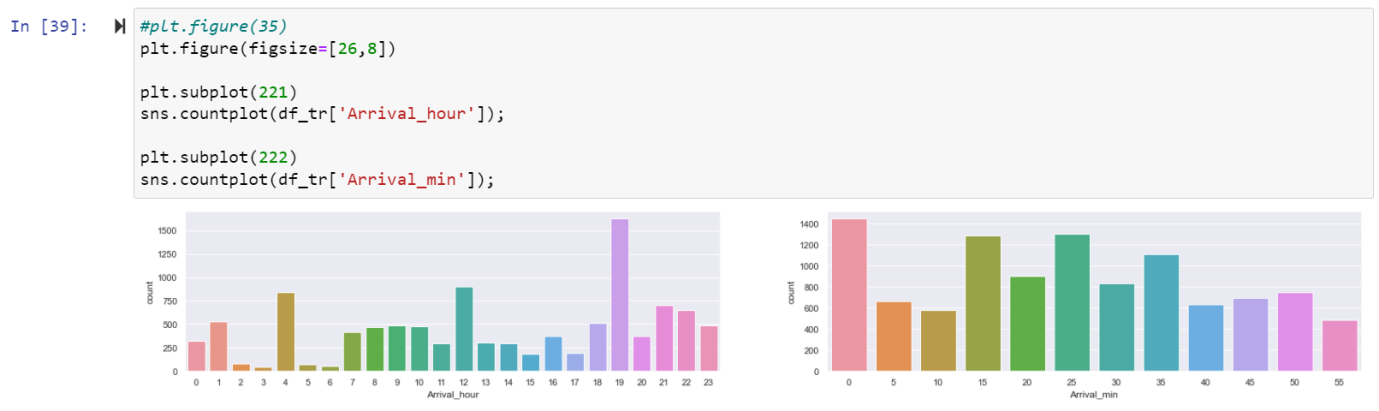 In [39]:
#plt.figure(35)
plt.figure(figsize=[26,8])
plt.subplot(221)
sns.countplot(df_tr['Arrival_hour']);
plt.subplot(222)
sns.countplot(df_tr['Arrival_min']);
1500
1250
1000
750
500
250
0
count
0 1 2 3 4 5 6 7 8 9 10 11 12 13 14 15 16 17 18 19 20 21 22 23
Arrival_hour
1400
1200
1000
800
600
400
200
0
count
0 5 10 15 20 25 30 35 40 45 50 55
Arrival_min